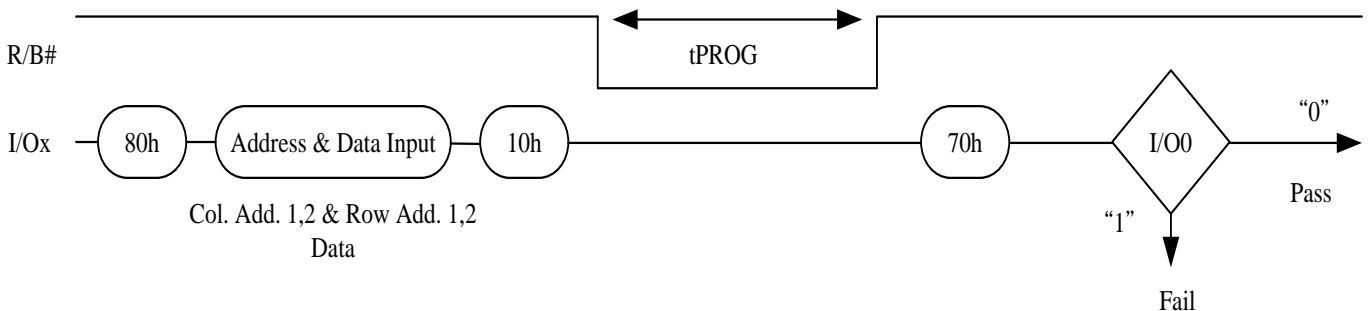 R/B#
tPROG
I/Ox
80h
Address & Data Input
10h
70h
I/O0
“0”
Pass
Col. Add. 1,2 & Row Add. 1,2
Data
“1”
Fail